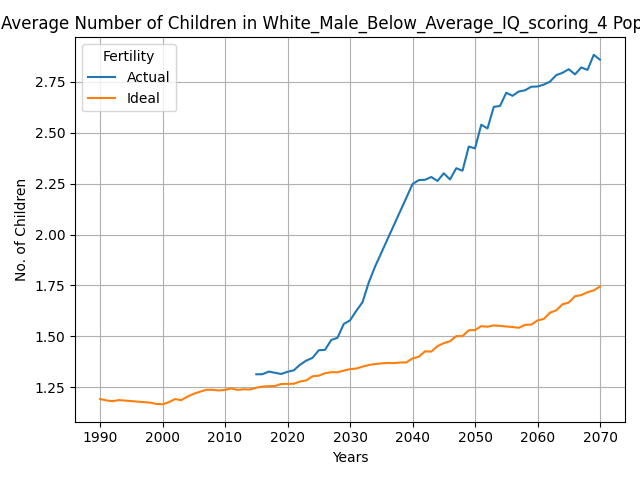 Average Number of Children in White_Male_Below_Average_IQ_scoring_4 Pop
Fertility
Actual
Ideal
2.75
2.50
2.25
2.00
1.75
1.50
1.25
No. of Children
1990 2000 2010 2020 2030 2040 2050 2060 2070
Years